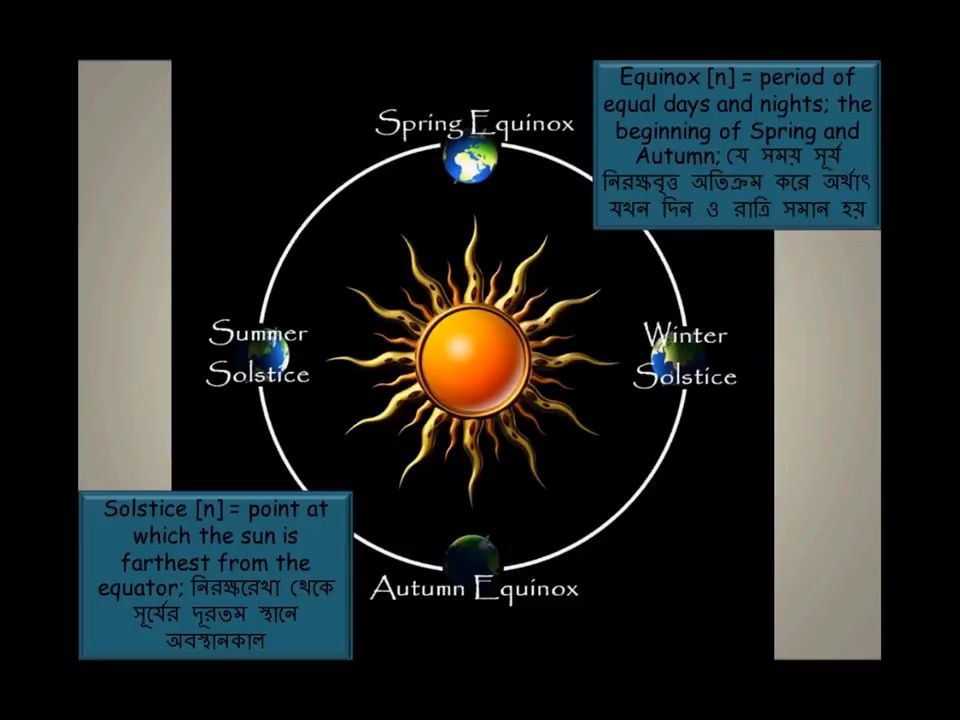 Spring Equinox
Equinox [n] = period of
equal days and nights; the
beginning of Spring and
Autumn; যে সময় সূর্য
নিরক্ষবৃত্ত অতিক্রম করে অর্থাৎ
যখন দিন ও রাত্রি সমান হয়
Summer
Solstice
Winter
Solstice
Solstice [n] = point at
which the sun is
farthest from the
equator; নিরক্ষরেখা থেকে
সূর্যের দূরতম স্থানে
অবস্থানকাল
Autumn Equinox